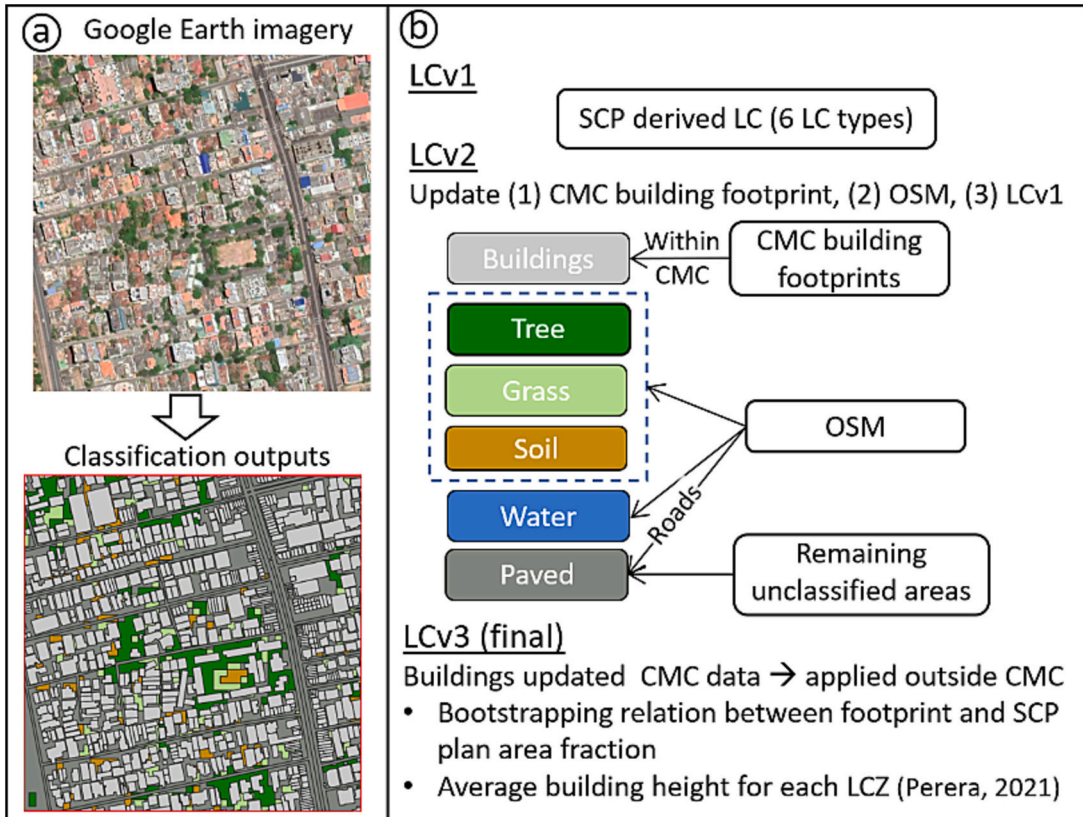 a
Google Earth imagery
Classification outputs
b
LCv1
SCP derived LC (6 LC types)
LCv2
Update (1) CMC building footprint, (2) OSM, (3) LCv1
Buildings
Within
CMC
CMC building
footprints
Tree
Grass
Soil
OSM
Water
Roads
Paved
Remaining
unclassified areas
LCv3 (final)
Buildings updated CMC data → applied outside CMC
• Bootstrapping relation between footprint and SCP
plan area fraction
• Average building height for each LCZ (Perera, 2021)